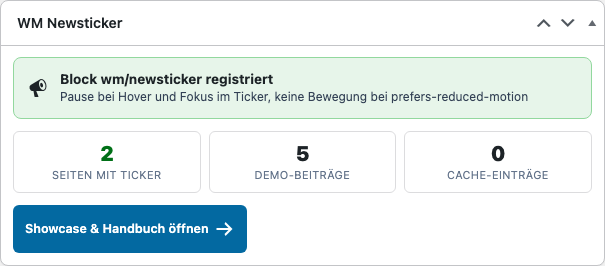 WM Newsticker
Block wm/newsticker registriert
Pause bei Hover und Fokus im Ticker, keine Bewegung bei prefers-reduced-motion
2
SEITEN MIT TICKER
5
DEMO-BEITRÄGE
0
CACHE-EINTRÄGE
Showcase & Handbuch öffnen